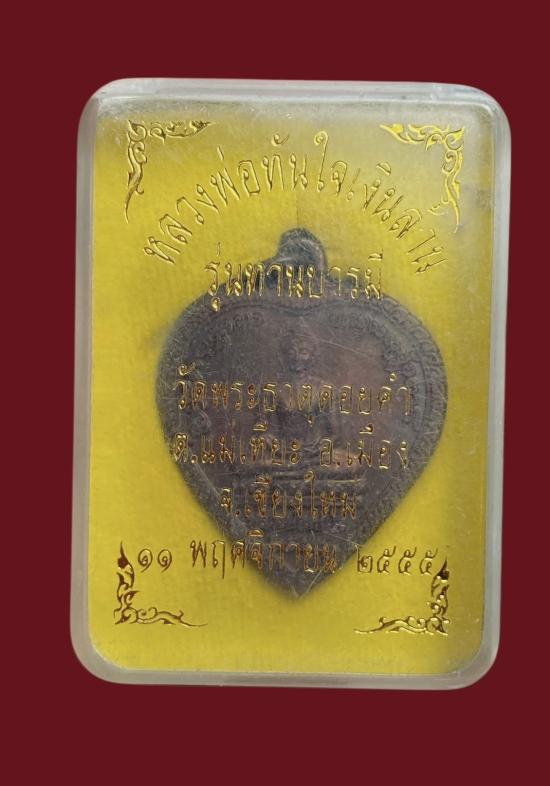 หลวงพ่อทันใจเงินล้าน
รุ่นทานบารมี
วัดพระธาตุดอยคำ
ต.แม่เหียะ อ.เมือง
จ.เชียงใหม่
๑๑ พฤศจิกายน ๒๕๕๕